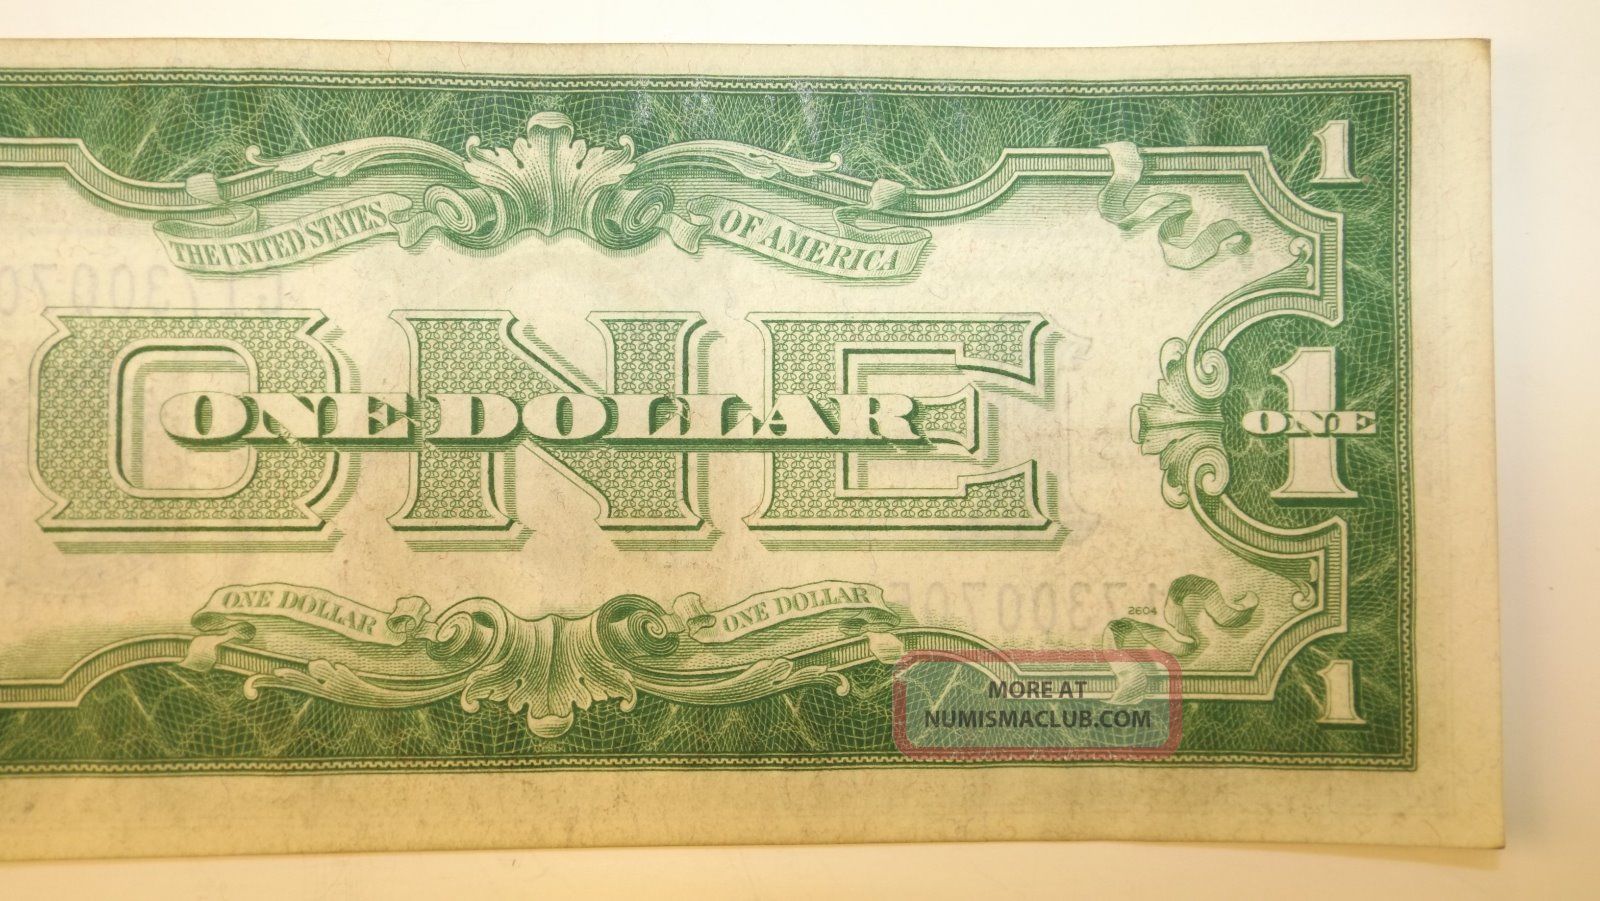 1
THE UNITED STATES OF AMERICA
ONE
ONE DOLLAR
1
ONE
ONE DOLLAR ONE DOLLAR
2604
1
MORE AT
NUMISMACLUB.COM